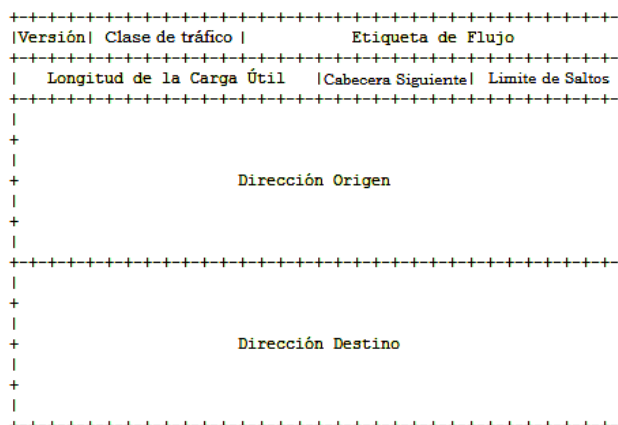 |Versión| Clase de tráfico | Etiqueta de Flujo
| Longitud de la Carga Útil |Cabecera Siguiente| Limite de Saltos
Dirección Origen
Dirección Destino